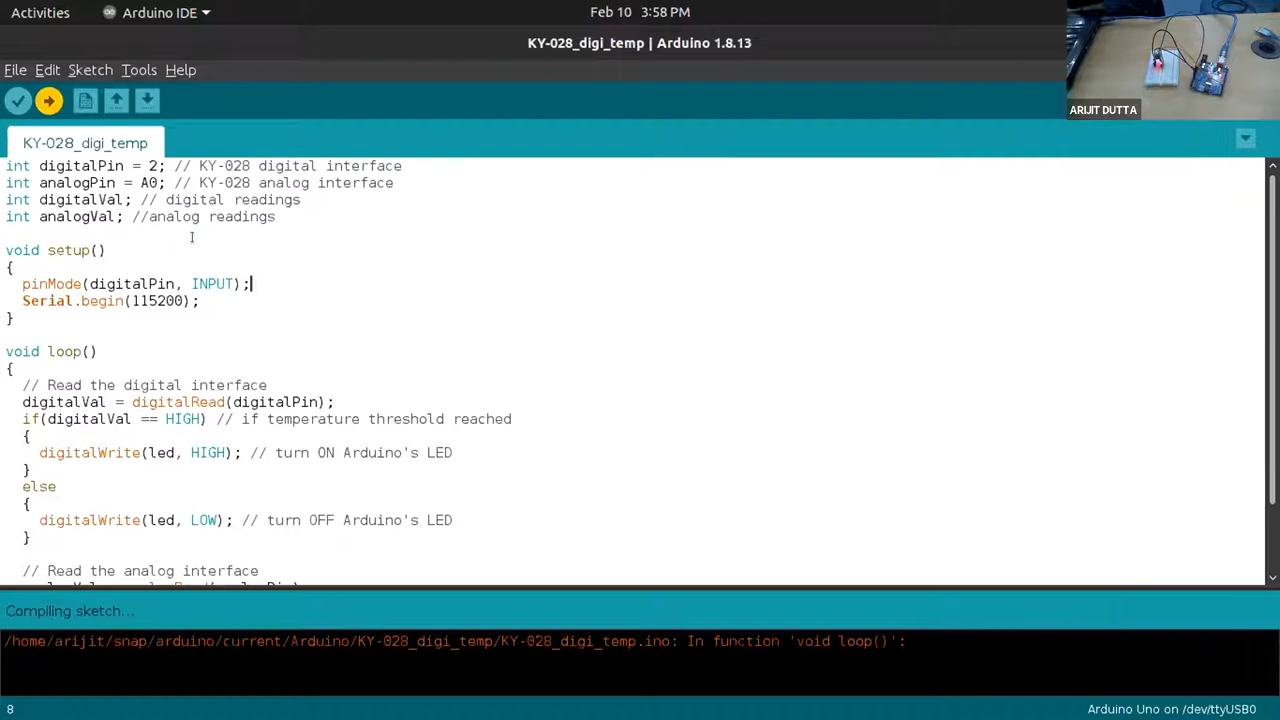 Activities
Arduino IDE
Feb 10 3:58 PM
KY-028_digi_temp | Arduino 1.8.13
File Edit Sketch Tools Help
ARIJIT DUTTA
KY-028_digi_temp
int digitalPin = 2; // KY-028 digital interface
int analogPin = A0; // KY-028 analog interface
int digitalVal; // digital readings
int analogVal; //analog readings
void setup()
{
pinMode(digitalPin, INPUT);
Serial.begin(115200);
}
void loop()
{
// Read the digital interface
digitalVal = digitalRead(digitalPin);
if(digitalVal == HIGH) // if temperature threshold reached
{
digitalWrite(led, HIGH); // turn ON Arduino's LED
}
else
{
digitalWrite(led, LOW); // turn OFF Arduino's LED
}
// Read the analog interface
Compiling sketch...
/home/arijit/snap/arduino/current/Arduino/KY-028_digi_temp/KY-028_digi_temp.ino: In function 'void loop()':
8
Arduino Uno on /dev/ttyUSB0